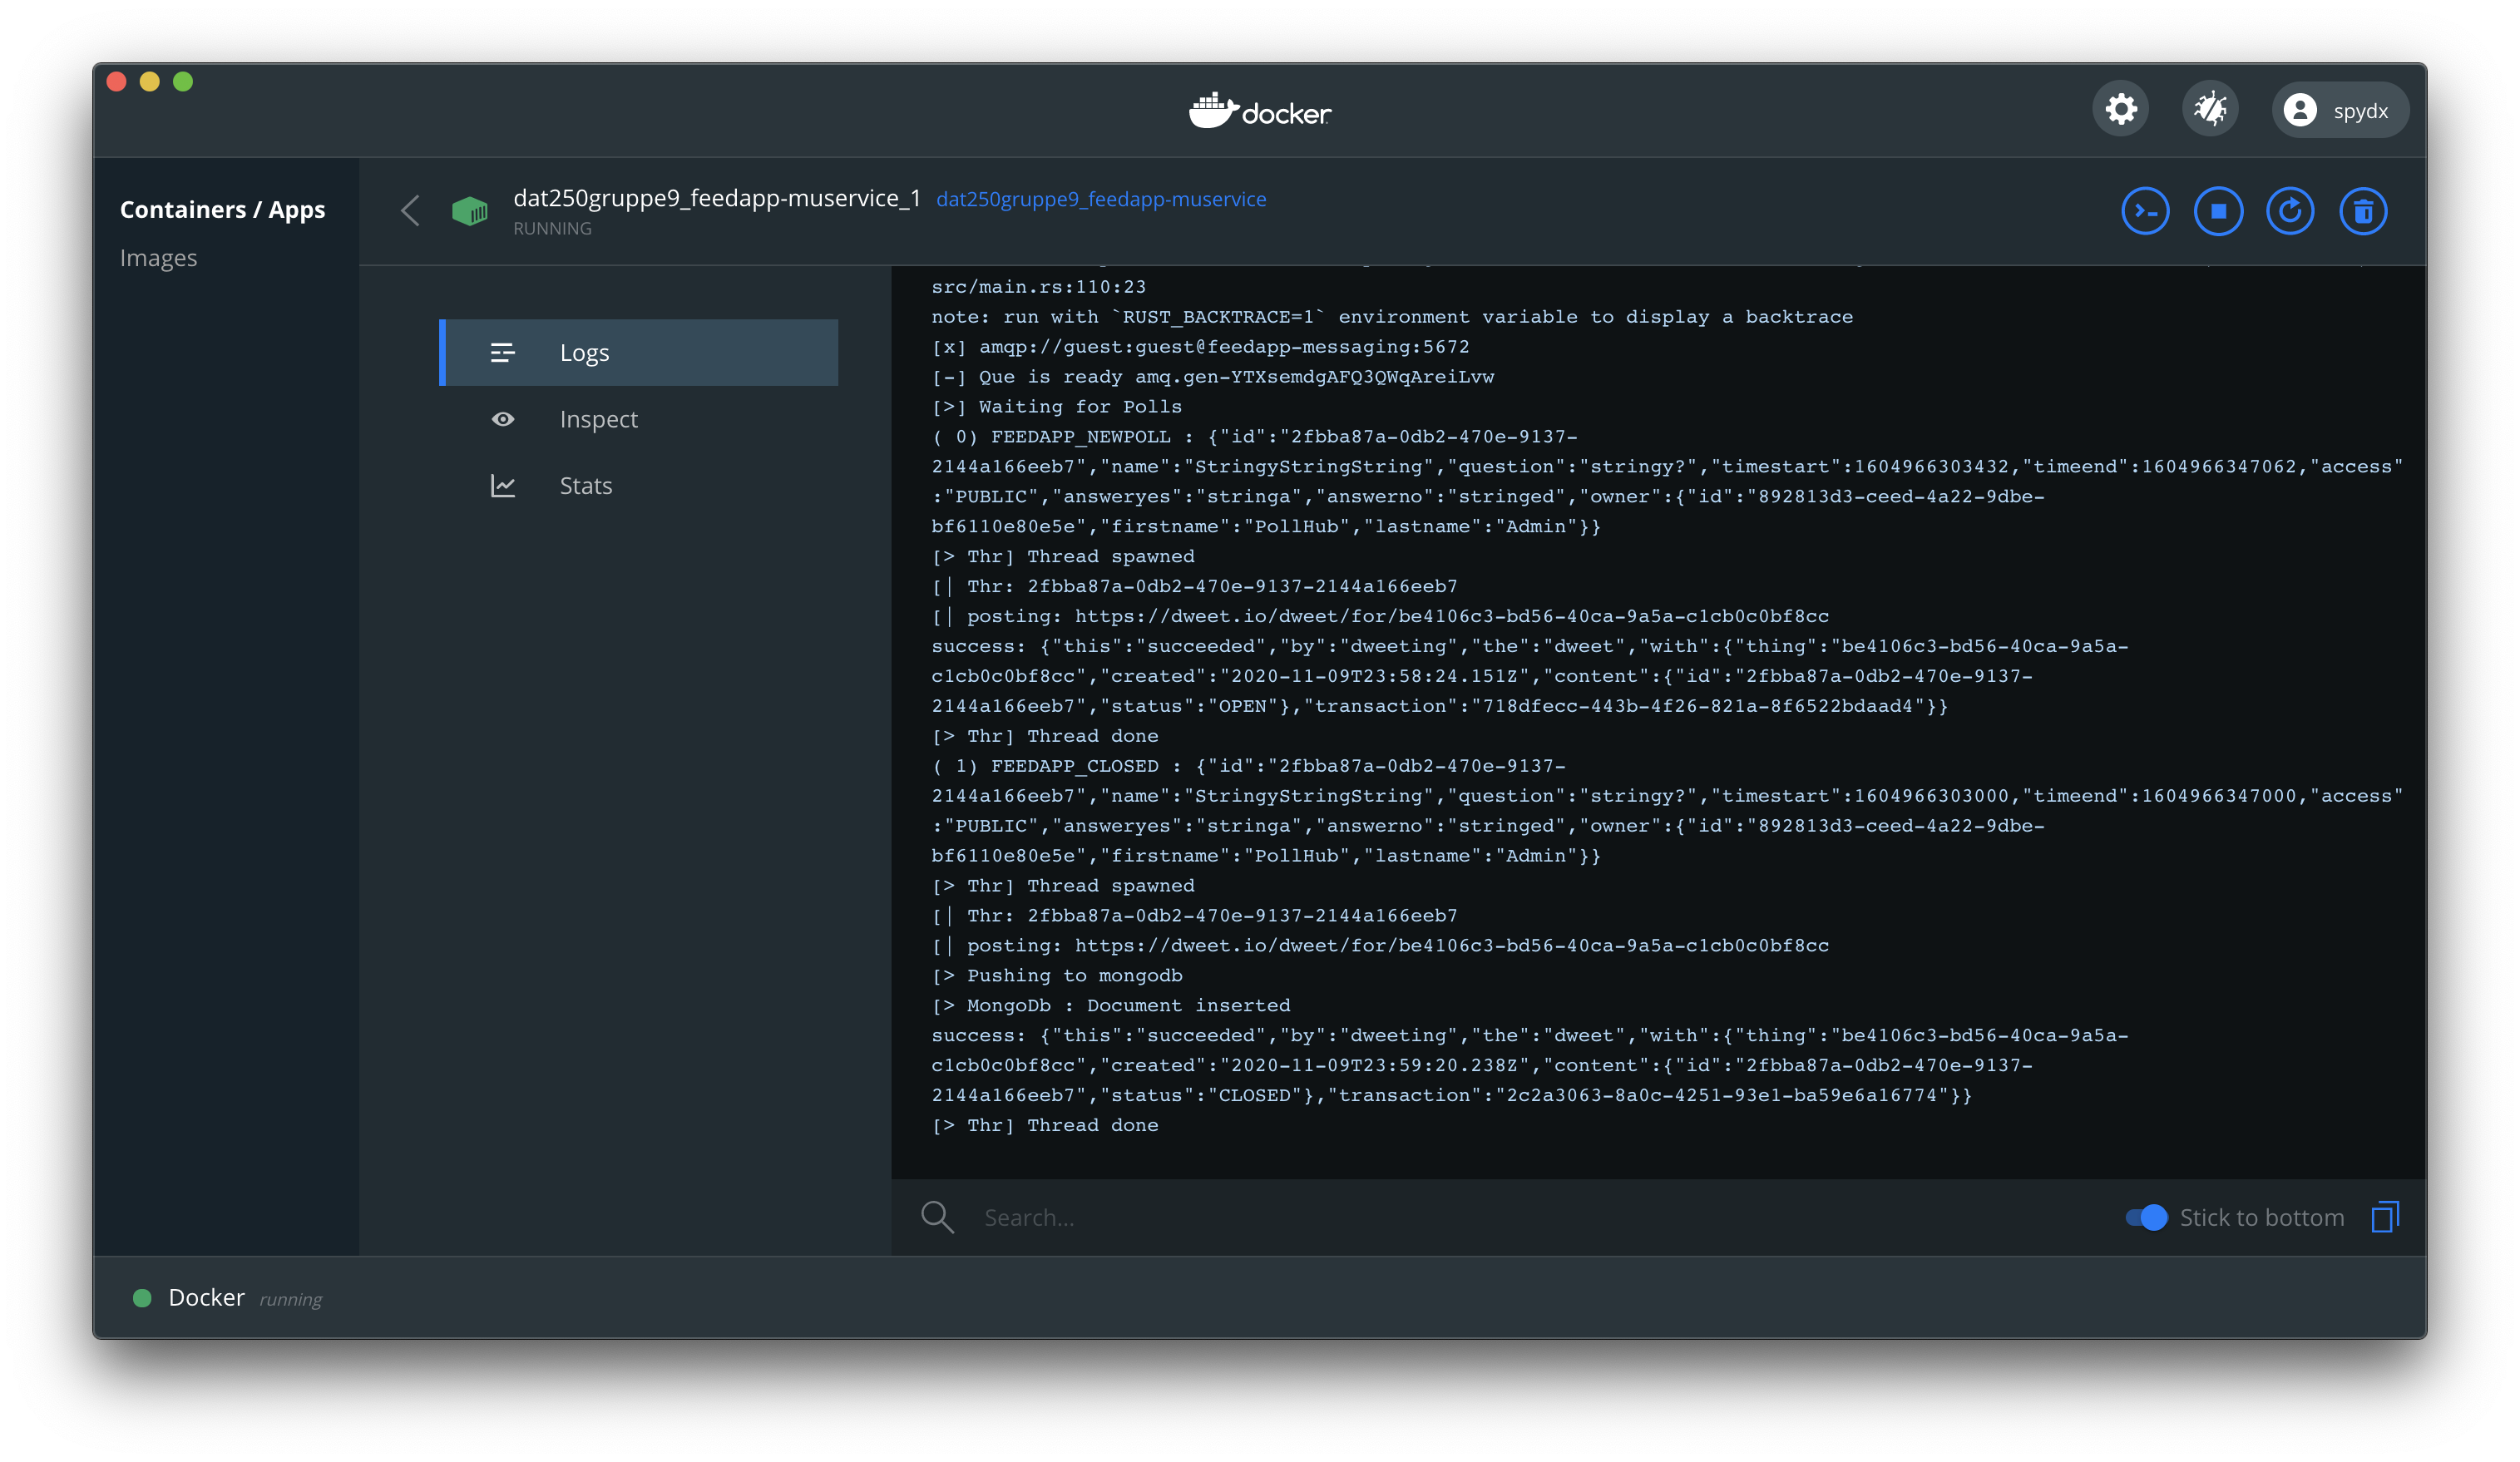 docker
spydx
Containers / Apps
Images
dat250gruppe9_feedapp-muservice_1 dat250gruppe9_feedapp-muservice
RUNNING
Logs
Inspect
Stats
src/main.rs:110:23
note: run with `RUST_BACKTRACE=1` environment variable to display a backtrace
[x] amqp://guest:guest@feedapp-messaging:5672
[-] Que is ready amq.gen-YTXsemdgAFQ3QWqAreiLvw
[>] Waiting for Polls
( 0) FEEDAPP_NEWPOLL : {"id":"2fbba87a-0db2-470e-9137-
2144a166eeb7","name":"StringyStringString","question":"stringy?","timestart":1604966303432,"timeend":1604966347062,"access"
:"PUBLIC","answeryes":"stringa","answerno":"stringed","owner":{"id":"892813d3-ceed-4a22-9dbe-
bf6110e80e5e","firstname":"PollHub","lastname":"Admin"}}
[> Thr] Thread spawned
[| Thr: 2fbba87a-0db2-470e-9137-2144a166eeb7
[| posting: https://dweet.io/dweet/for/be4106c3-bd56-40ca-9a5a-c1cb0c0bf8cc
success: {"this":"succeeded","by":"dweeting","the":"dweet","with":{"thing":"be4106c3-bd56-40ca-9a5a-
c1cb0c0bf8cc","created":"2020-11-09T23:58:24.151Z","content":{"id":"2fbba87a-0db2-470e-9137-
2144a166eeb7","status":"OPEN"},"transaction":"718dfecc-443b-4f26-821a-8f6522bdaad4"}}
[> Thr] Thread done
( 1) FEEDAPP_CLOSED : {"id":"2fbba87a-0db2-470e-9137-
2144a166eeb7","name":"StringyStringString","question":"stringy?","timestart":1604966303000,"timeend":1604966347000,"access"
:"PUBLIC","answeryes":"stringa","answerno":"stringed","owner":{"id":"892813d3-ceed-4a22-9dbe-
bf6110e80e5e","firstname":"PollHub","lastname":"Admin"}}
[> Thr] Thread spawned
[| Thr: 2fbba87a-0db2-470e-9137-2144a166eeb7
[| posting: https://dweet.io/dweet/for/be4106c3-bd56-40ca-9a5a-c1cb0c0bf8cc
[> Pushing to mongodb
[> MongoDb : Document inserted
success: {"this":"succeeded","by":"dweeting","the":"dweet","with":{"thing":"be4106c3-bd56-40ca-9a5a-
c1cb0c0bf8cc","created":"2020-11-09T23:59:20.238Z","content":{"id":"2fbba87a-0db2-470e-9137-
2144a166eeb7","status":"CLOSED"},"transaction":"2c2a3063-8a0c-4251-93e1-ba59e6a16774"}}
[> Thr] Thread done
Search...
Stick to bottom
Docker running